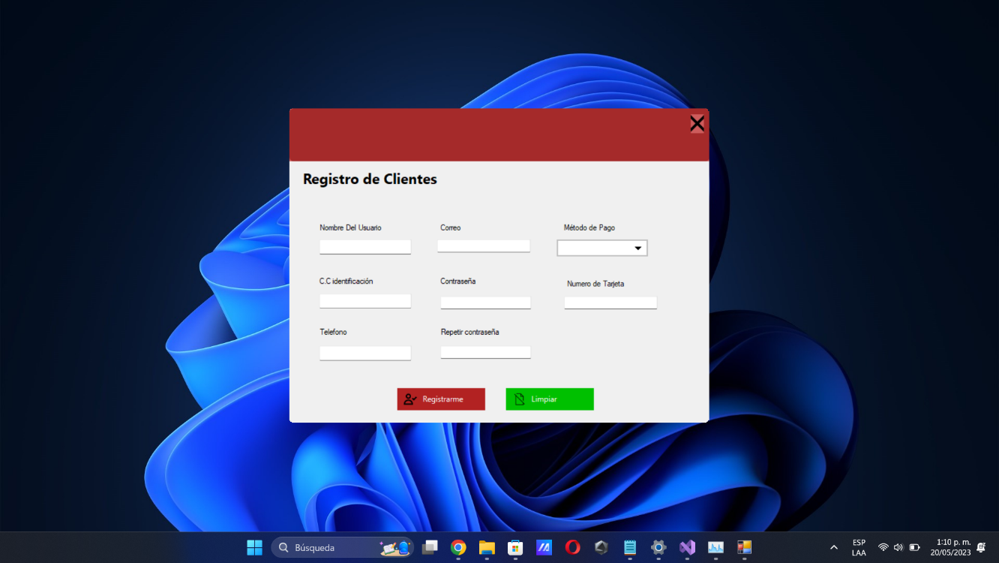 Registro de Clientes
Nombre Del Usuario
Correo
Método de Pago
C.C identificación
Contraseña
Numero de Tarjeta
Telefono
Repetir contraseña
Registrarme
Limpiar
Búsqueda
ESP
LAA
1:10 p. m.
20/05/2023